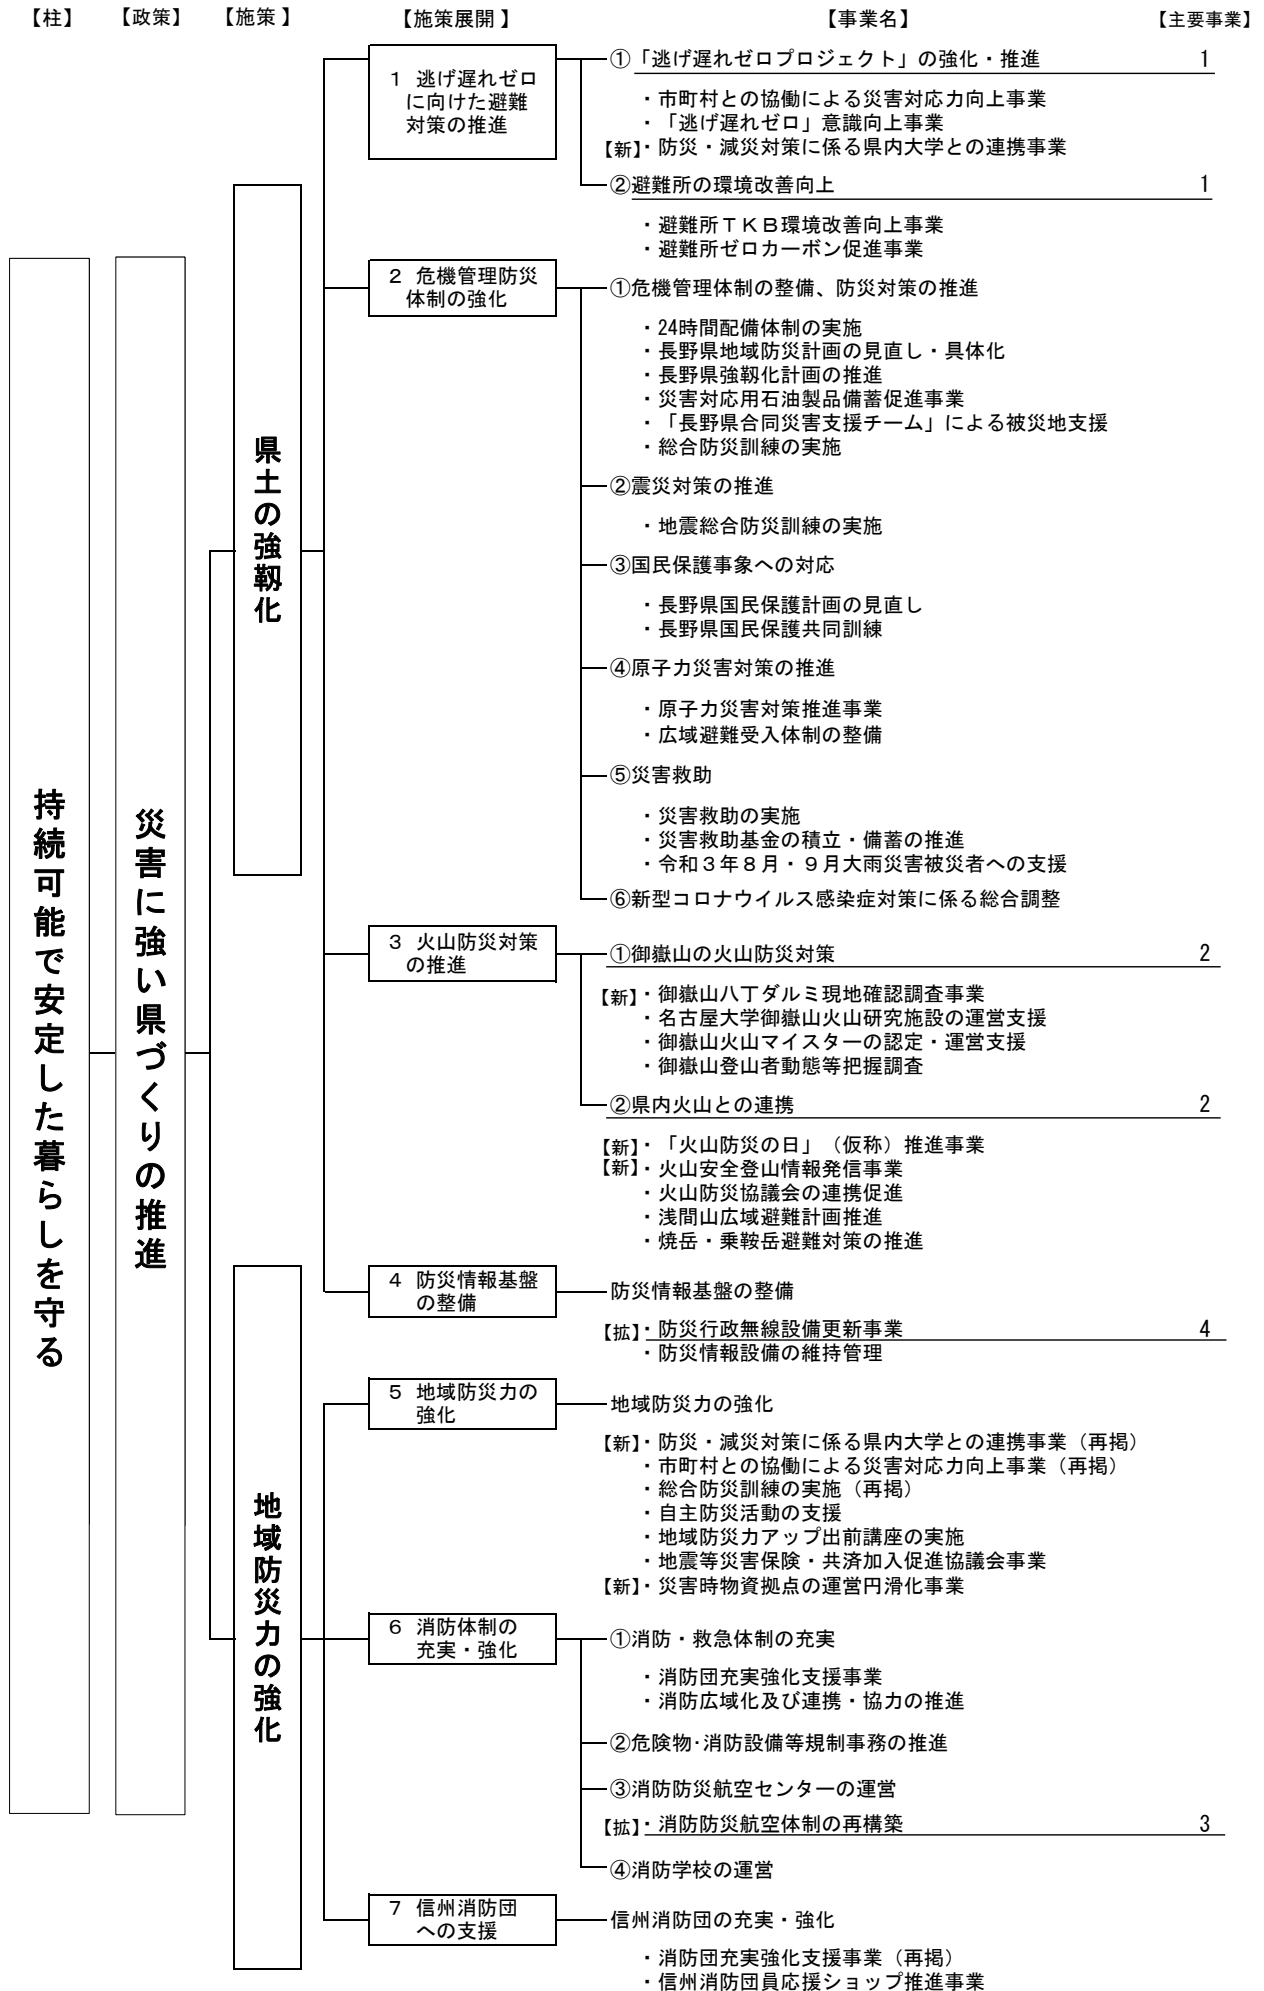 【柱】 【政策】 【施策 】 【施策展開 】 【事業名】 【主要事業】
持続可能で安定した暮らしを守る
災害に強い県づくりの推進
県土の強靱化
1 逃げ遅れゼロ
に向けた避難
対策の推進
①「逃げ遅れゼロプロジェクト」の強化・推進 1
・市町村との協働による災害対応力向上事業
・「逃げ遅れゼロ」意識向上事業
【新】・防災・減災対策に係る県内大学との連携事業
②避難所の環境改善向上 1
・避難所TKB環境改善向上事業
・避難所ゼロカーボン促進事業
2 危機管理防災
体制の強化
①危機管理体制の整備、防災対策の推進
・24時間配備体制の実施
・長野県地域防災計画の見直し・具体化
・長野県強靱化計画の推進
・災害対応用石油製品備蓄促進事業
・「長野県合同災害支援チーム」による被災地支援
・総合防災訓練の実施
②震災対策の推進
・地震総合防災訓練の実施
③国民保護事象への対応
・長野県国民保護計画の見直し
・長野県国民保護共同訓練
④原子力災害対策の推進
・原子力災害対策推進事業
・広域避難受入体制の整備
⑤災害救助
・災害救助の実施
・災害救助基金の積立・備蓄の推進
・令和3年8月・9月大雨災害被災者への支援
⑥新型コロナウイルス感染症対策に係る総合調整
3 火山防災対策
の推進
①御嶽山の火山防災対策 2
【新】・御嶽山八丁ダルミ現地確認調査事業
・名古屋大学御嶽山火山研究施設の運営支援
・御嶽山火山マイスターの認定・運営支援
・御嶽山登山者動態等把握調査
②県内火山との連携 2
【新】・「火山防災の日」（仮称）推進事業
【新】・火山安全登山情報発信事業
・火山防災協議会の連携促進
・浅間山広域避難計画推進
・焼岳・乗鞍岳避難対策の推進
4 防災情報基盤
の整備
防災情報基盤の整備
【拡】・防災行政無線設備更新事業 4
・防災情報設備の維持管理
地域防災力の強化
5 地域防災力の
強化
地域防災力の強化
【新】・防災・減災対策に係る県内大学との連携事業（再掲）
・市町村との協働による災害対応力向上事業（再掲）
・総合防災訓練の実施（再掲）
・自主防災活動の支援
・地域防災力アップ出前講座の実施
・地震等災害保険・共済加入促進協議会事業
【新】・災害時物資拠点の運営円滑化事業
6 消防体制の
充実・強化
①消防・救急体制の充実
・消防団充実強化支援事業
・消防広域化及び連携・協力の推進
②危険物･消防設備等規制事務の推進
③消防防災航空センターの運営
【拡】・消防防災航空体制の再構築 3
④消防学校の運営
7 信州消防団
への支援
信州消防団の充実・強化
・消防団充実強化支援事業（再掲）
・信州消防団員応援ショップ推進事業